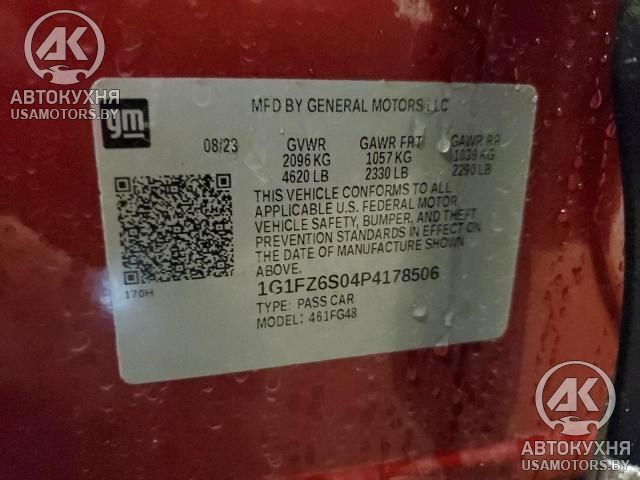 АК
АВТОКУХНЯ
USAMOTORS.BY
gm
MFD BY GENERAL MOTORS LLC
08/23 GVWR GAWR FRT GAWR RR
2096 KG 1057 KG 1039 KG
4620 LB 2330 LB 2290 LB
THIS VEHICLE CONFORMS TO ALL
APPLICABLE U.S. FEDERAL MOTOR
VEHICLE SAFETY, BUMPER, AND THEFT
PREVENTION STANDARDS IN EFFECT ON
THE DATE OF MANUFACTURE SHOWN
ABOVE.
170H
1G1FZ6S04P4178506
TYPE: PASS CAR
MODEL: 461FG48
АК
АВТОКУХНЯ
USAMOTORS.BY